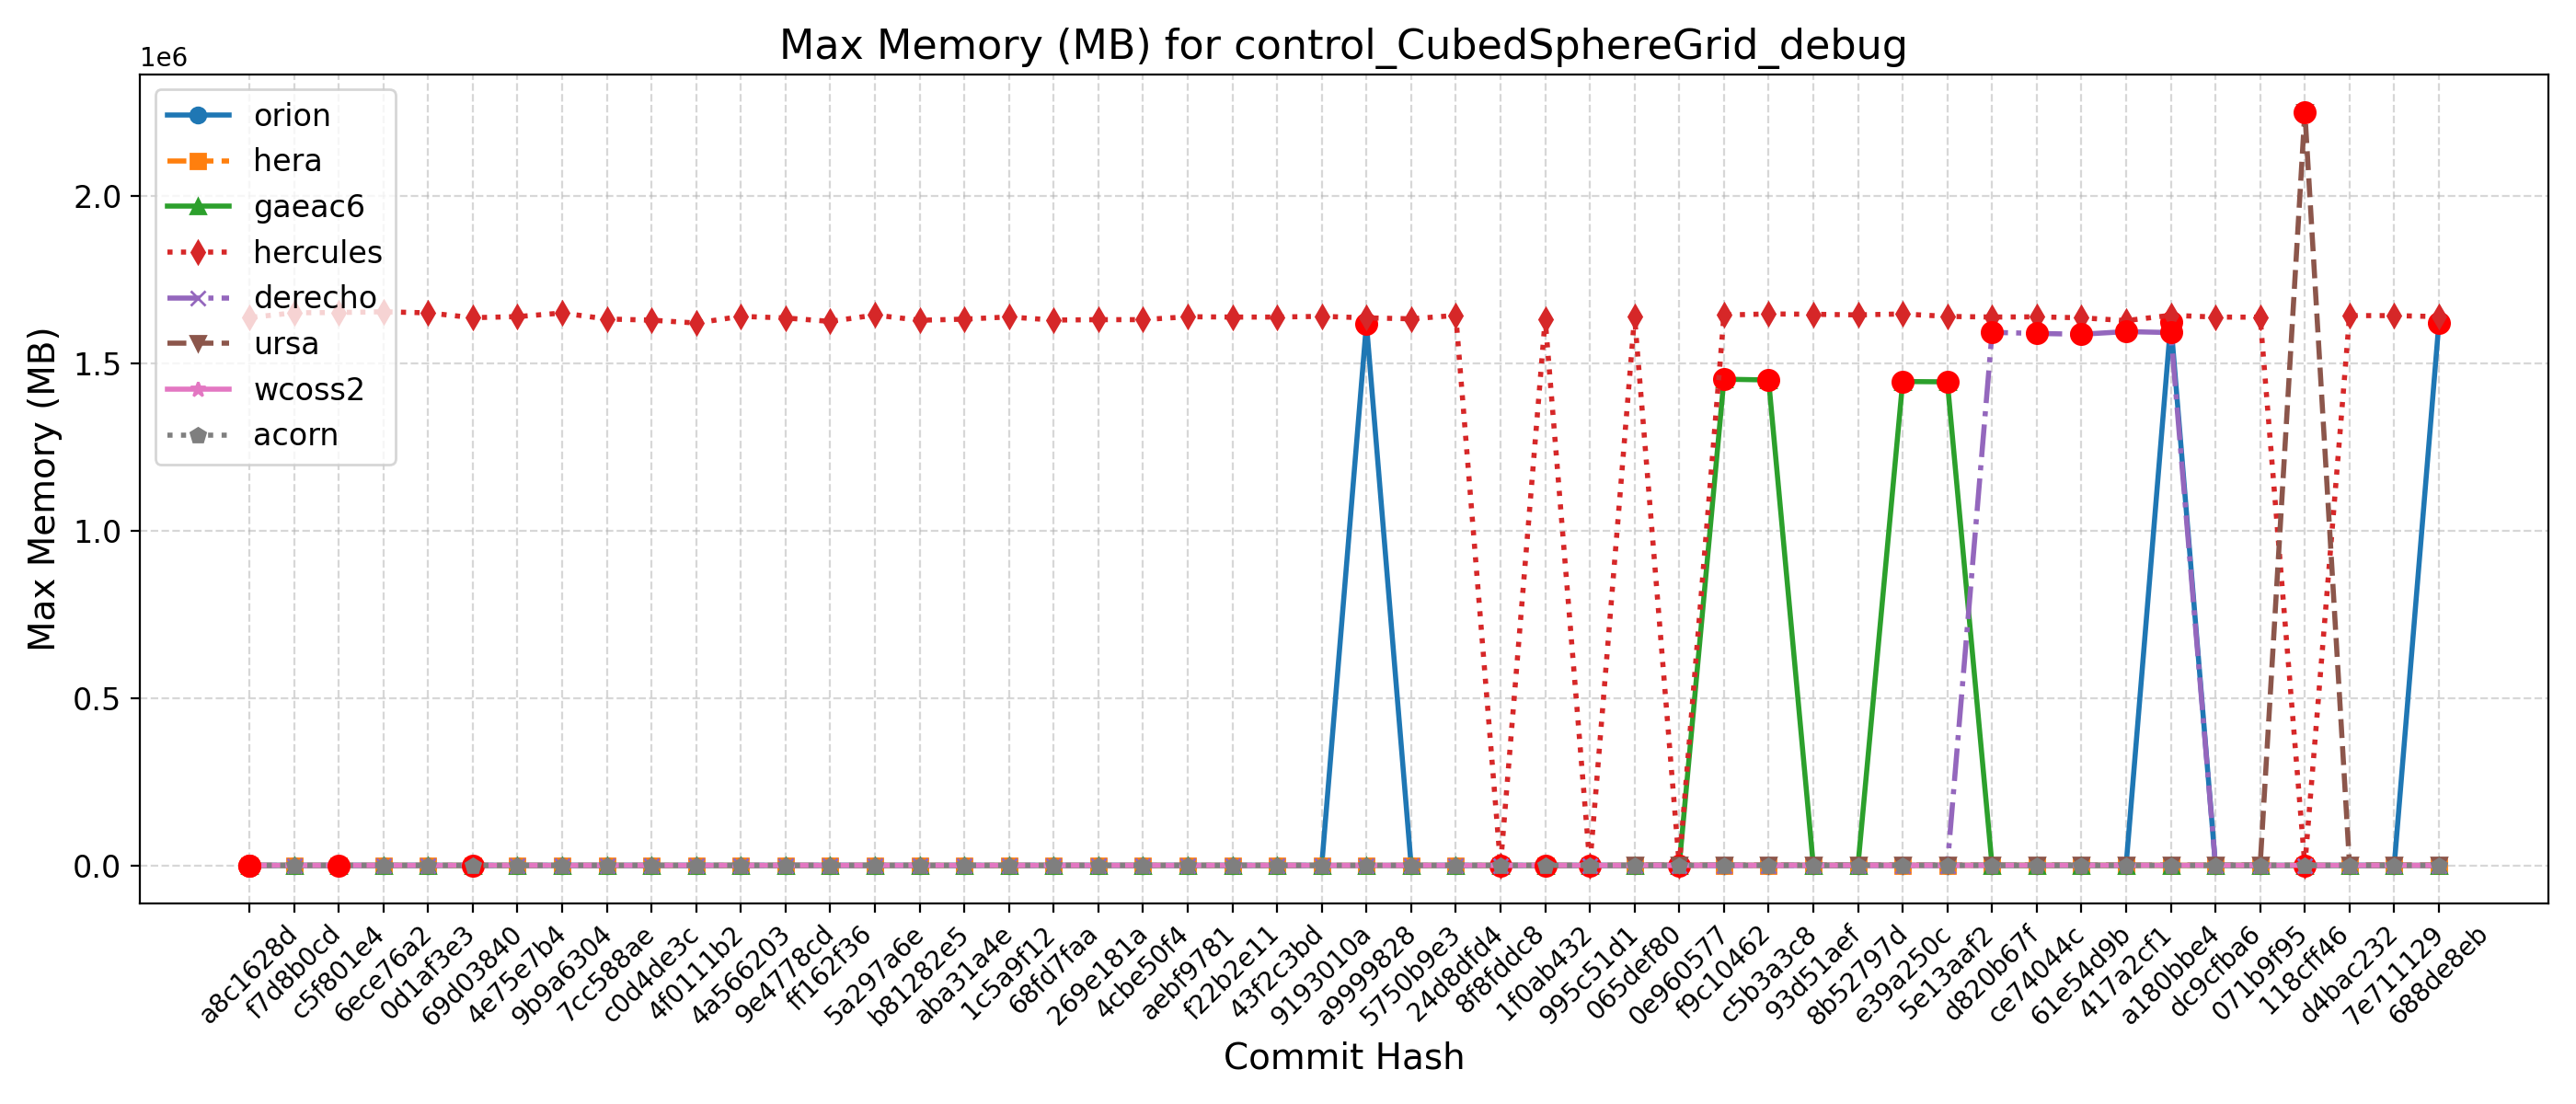 Max Memory (MB) for control_CubedSphereGrid_debug
1e6
orion
hera
gaeac6
hercules
derecho
ursa
wcoss2
acorn
2.0
1.5
1.0
0.5
0.0
Max Memory (MB)
a8c1628d
f7d8b0cd
c5f801e4
6ece76a2
0d1af3e3
69d03840
4e75e7b4
9b9a6304
7cc588ae
c0d4de3c
4f0111b2
4a566203
9e4778cd
ff162f36
5a297a6e
b81282e5
aba31a4e
1c5a9f12
68fd7faa
269e181a
4cbe50f4
aebf9781
f22b2e11
43f2c3bd
9193010a
a9999828
5750b9e3
24d8dfd4
8f8fddc8
1f0ab432
995c51d1
065def80
0e960577
f9c10462
c5b3a3c8
93d51aef
8b52797d
e39a250c
5e13aaf2
d820b67f
ce74044c
61e54d9b
417a2cf1
a180bbe4
dc9cfba6
071b9f95
118cff46
d4bac232
7e711129
688de8eb
Commit Hash